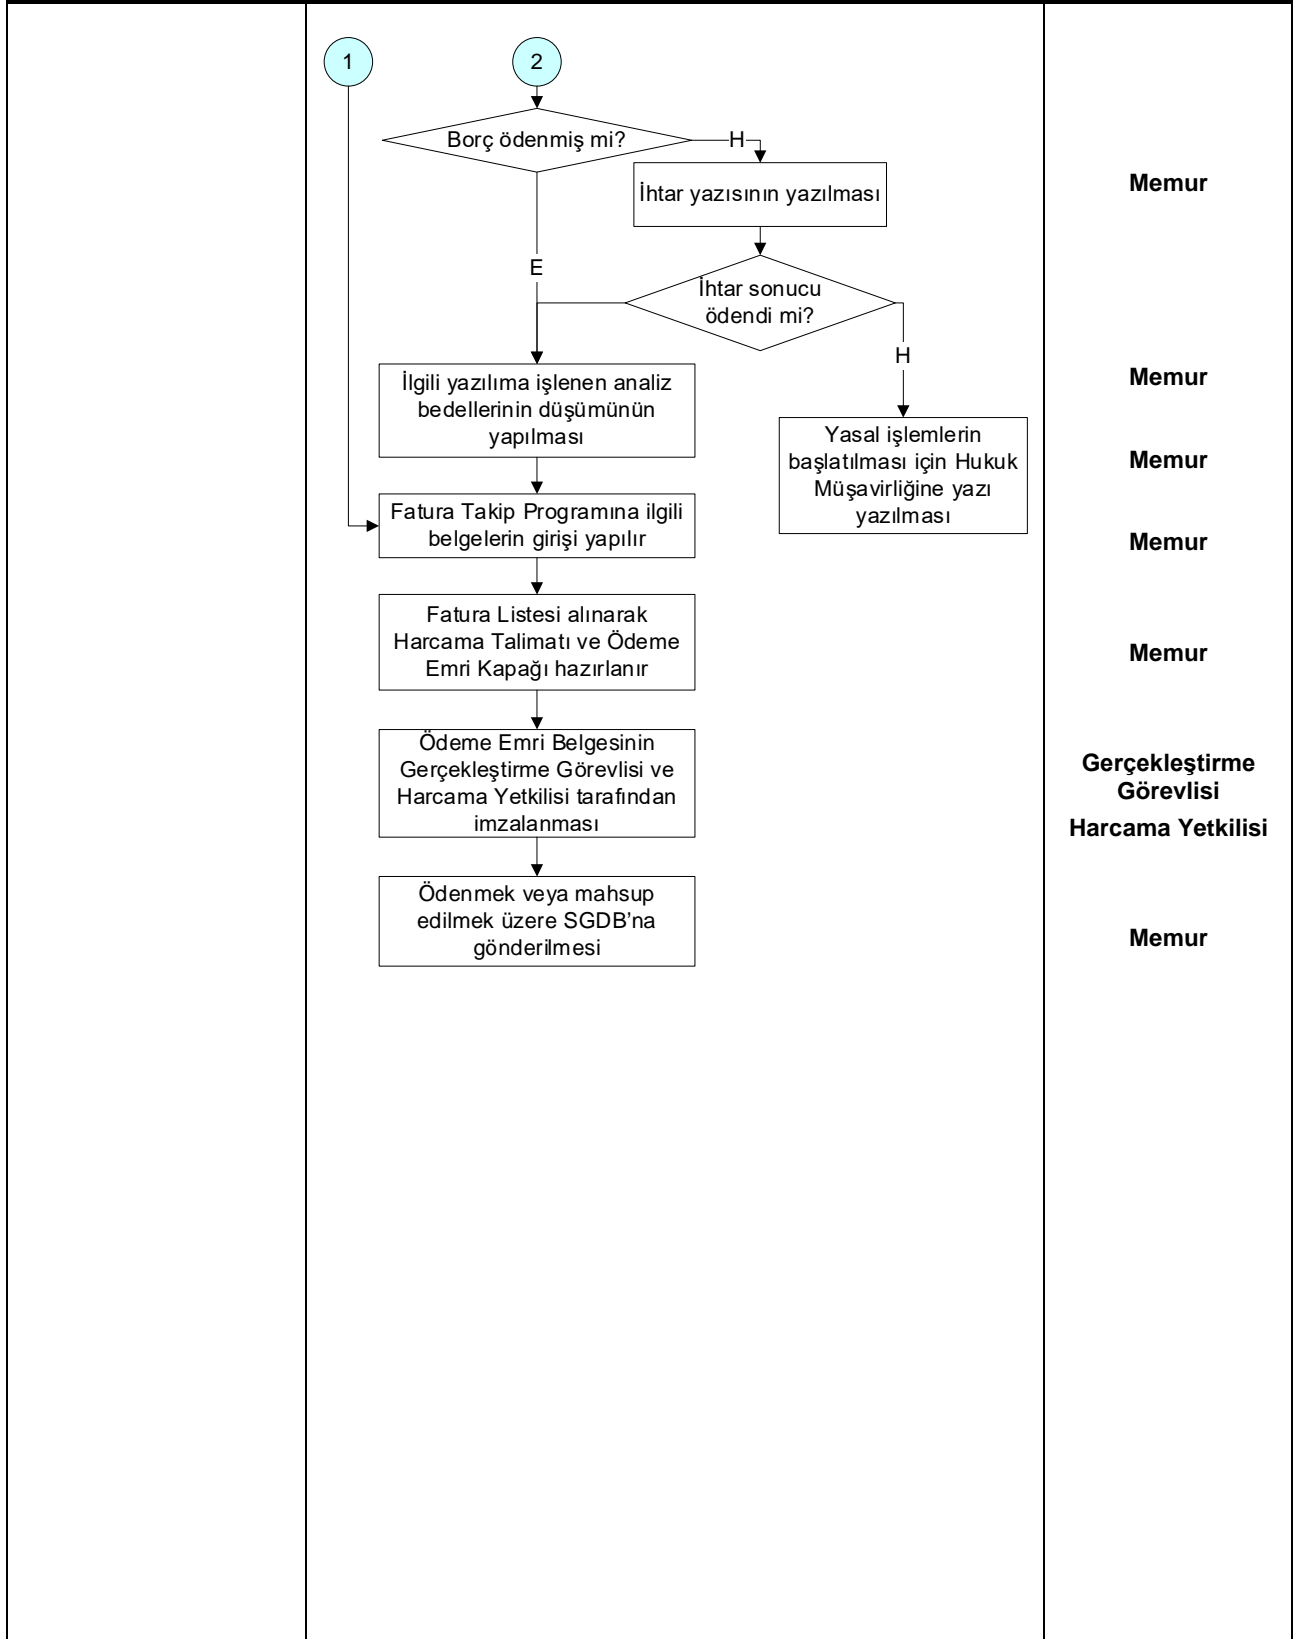 1
2
Borç ödenmiş mi?
H
İhtar yazısının yazılması
Memur
E
İhtar sonucu
ödendi mi?
H
İlgili yazılıma işlenen analiz
bedellerinin düşümünün
yapılması
Memur
Yasal işlemlerin
başlatılması için Hukuk
Müşavirliğine yazı
yazılması
Memur
Fatura Takip Programına ilgili
belgelerin girişi yapılır
Memur
Fatura Listesi alınarak
Harcama Talimatı ve Ödeme
Emri Kapağı hazırlanır
Memur
Ödeme Emri Belgesinin
Gerçekleştirme Görevlisi ve
Harcama Yetkilisi tarafından
imzalanması
Gerçekleştirme
Görevlisi
Harcama Yetkilisi
Ödenmek veya mahsup
edilmek üzere SGDB'na
gönderilmesi
Memur